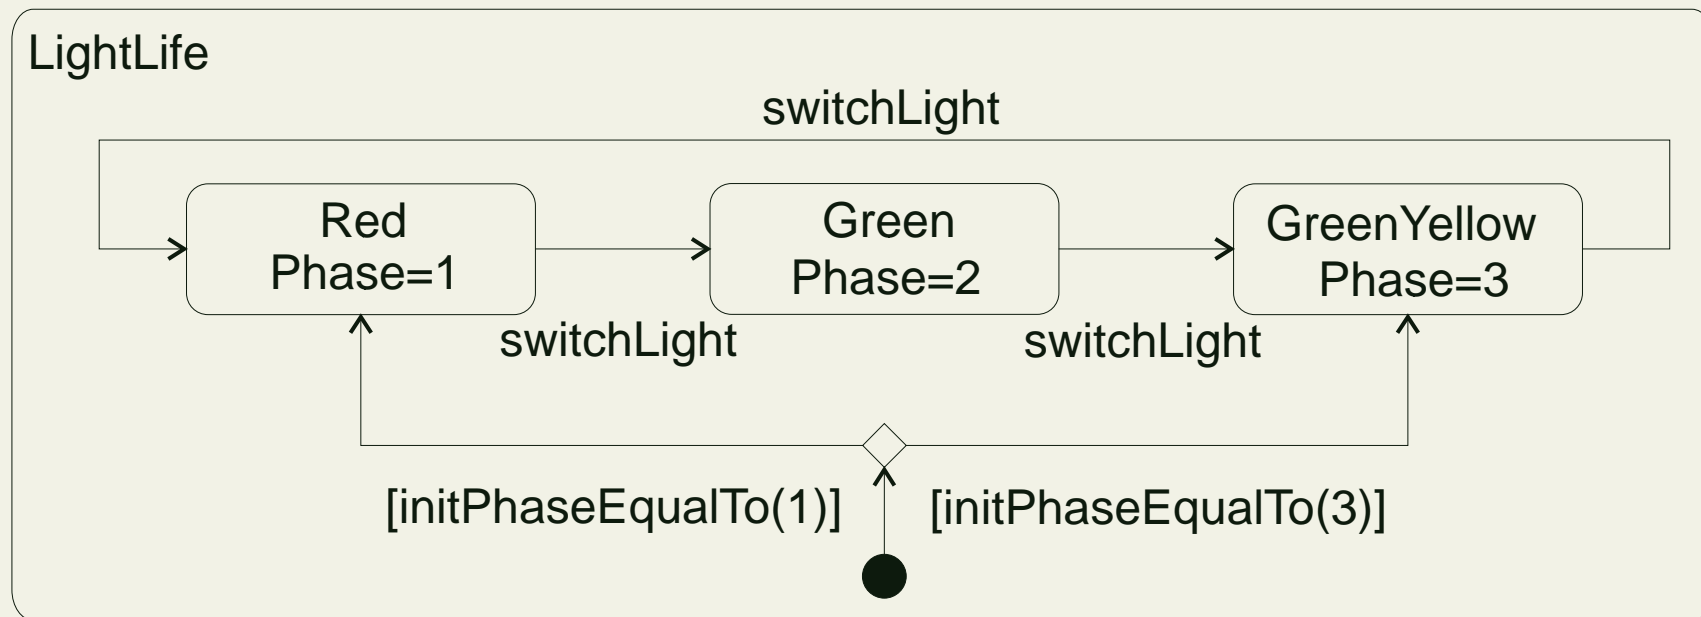 LightLife
switchLight
Red
Phase=1
Green
Phase=2
GreenYellow
Phase=3
switchLight
switchLight
[initPhaseEqualTo(1)]
[initPhaseEqualTo(3)]